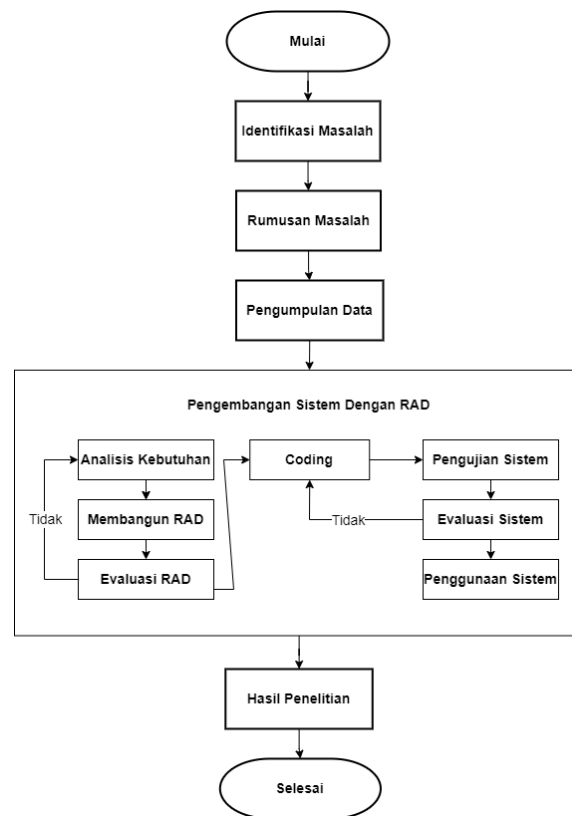 Mulai
Identifikasi Masalah
Rumusan Masalah
Pengumpulan Data
Pengembangan Sistem Dengan RAD
Analisis Kebutuhan
Membangun RAD
Evaluasi RAD
Tidak
Coding
Tidak
Pengujian Sistem
Evaluasi Sistem
Penggunaan Sistem
Hasil Penelitian
Selesai